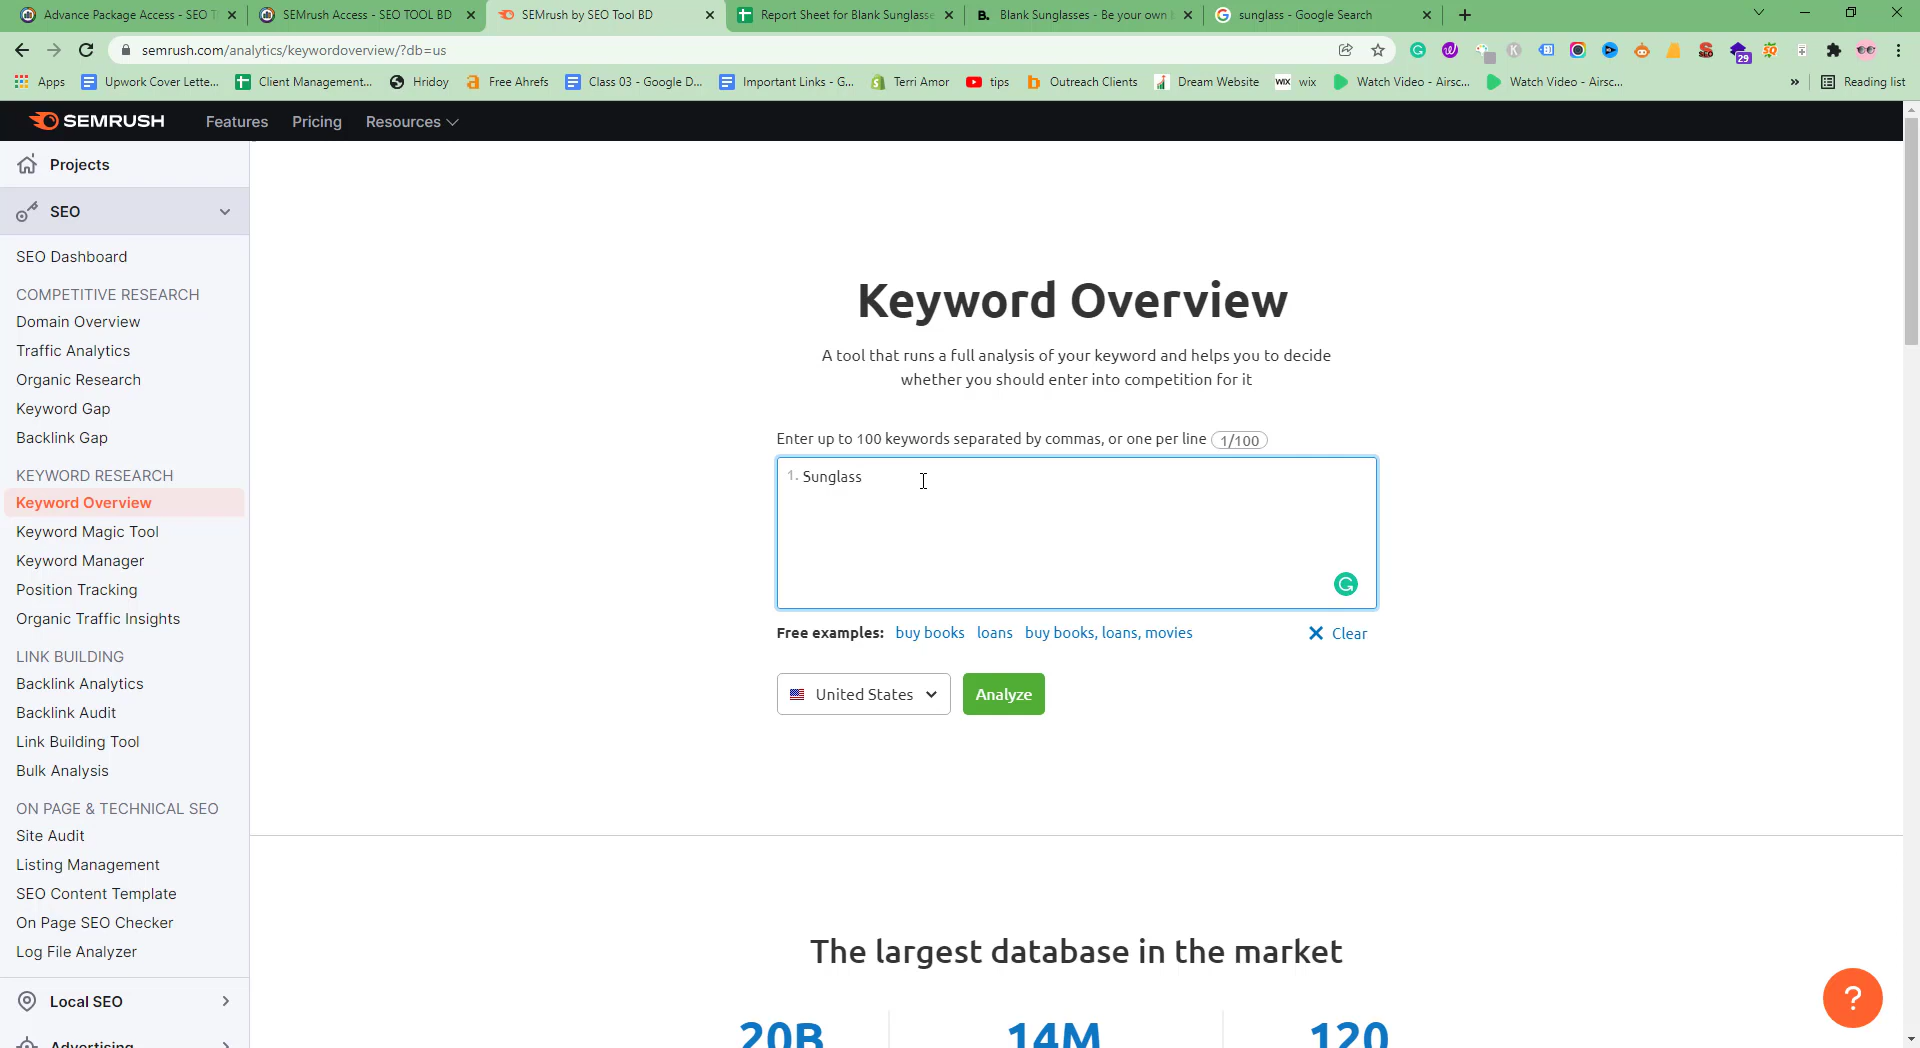 Advance Package Access - SEO T
SEMrush Access - SEO TOOL BD
SEMrush by SEO Tool BD
Report Sheet for Blank Sunglasse
Blank Sunglasses - Be your own
sunglass - Google Search
semrush.com/analytics/keywordoverview/?db=us
29
Apps
Upwork Cover Lette...
Client Management...
Hridoy
Free Ahrefs
Class 03 - Google D...
Important Links - G...
Terri Amor
tips
Outreach Clients
Dream Website
WIX wix
Watch Video - Airsc...
Watch Video - Airsc...
»
Reading list
SEMRUSH
Features
Pricing
Resources
Projects
SEO
SEO Dashboard
COMPETITIVE RESEARCH
Domain Overview
Traffic Analytics
Organic Research
Keyword Gap
Backlink Gap
KEYWORD RESEARCH
Keyword Overview
Keyword Magic Tool
Keyword Manager
Position Tracking
Organic Traffic Insights
LINK BUILDING
Backlink Analytics
Backlink Audit
Link Building Tool
Bulk Analysis
ON PAGE & TECHNICAL SEO
Site Audit
Listing Management
SEO Content Template
On Page SEO Checker
Log File Analyzer
Local SEO
Advertising
Keyword Overview
A tool that runs a full analysis of your keyword and helps you to decide
whether you should enter into competition for it
Enter up to 100 keywords separated by commas, or one per line 1/100
1. Sunglass
Free examples: buy books loans buy books, loans, movies
Clear
United States
Analyze
The largest database in the market
20B
14M
120
?